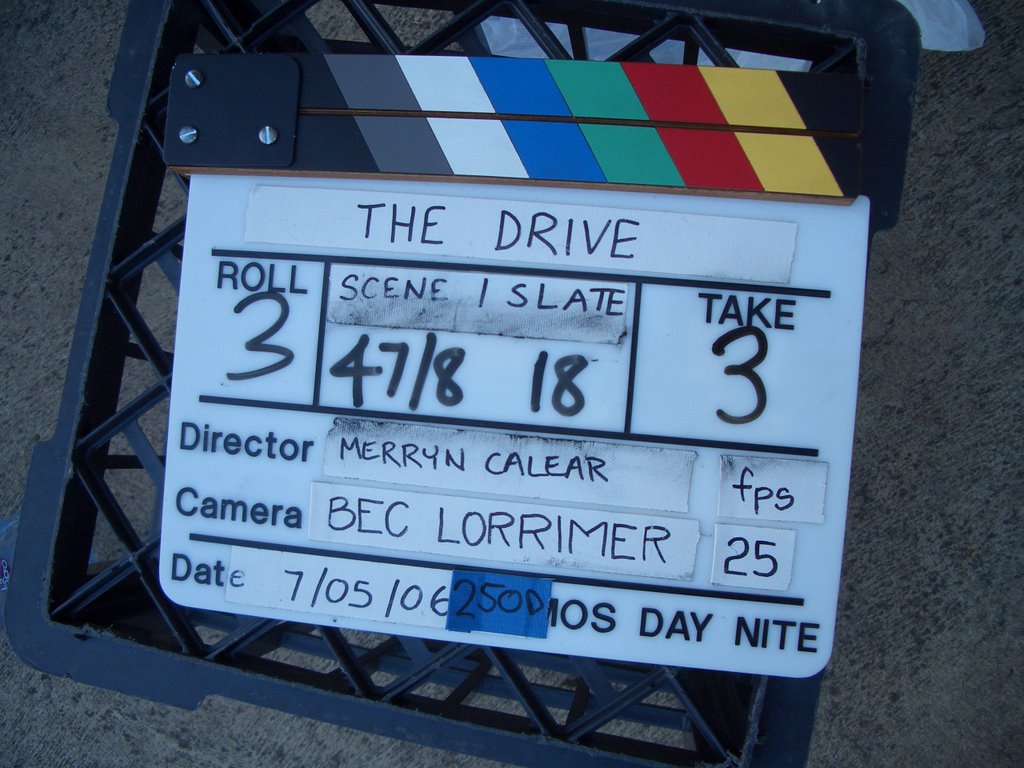 THE DRIVE
ROLL SCENE / SLATE TAKE
3 47/8 18 3
Director MERRYN CALEAR fps
Camera BEC LORRIMER 25
Date 7/05/06 250D MOS DAY NITE